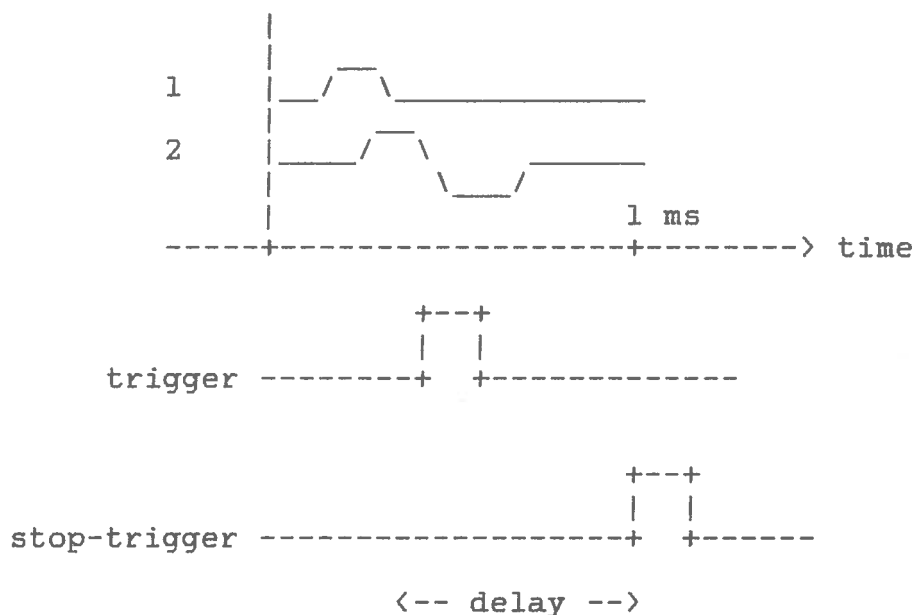 1
2
1 ms
-----+-------------------+--------> time
+--+
| |
trigger --------+ +-------------
+--+
| |
stop-trigger -------------------+ +------
<-- delay -->